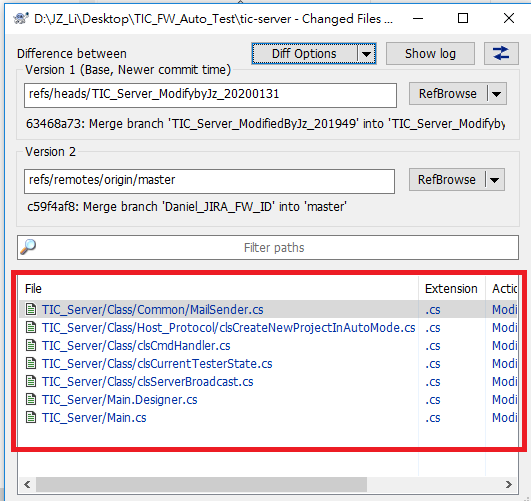 D:\JZ_Li\Desktop\TIC_FW_Auto_Test\tic-server - Changed Files
Difference between
Diff Options
Show log
Version 1 (Base, Newer commit time)
refs/heads/TIC_Server_ModifybyJz_20200131
RefBrowse
63468a73: Merge branch 'TIC_Server_ModifiedByJz_201949' into 'TIC_Server_Modifyby
Version 2
refs/remotes/origin/master
RefBrowse
c59f4af8: Merge branch 'Daniel_JIRA_FW_ID' into 'master'
Filter paths
File Extension Actio
TIC_Server/Class/Common/MailSender.cs .cs Modi
TIC_Server/Class/Host_Protocol/clsCreateNewProjectInAutoMode.cs .cs Modi
TIC_Server/Class/clsCmdHandler.cs .cs Modi
TIC_Server/Class/clsCurrentTesterState.cs .cs Modi
TIC_Server/Class/clsServerBroadcast.cs .cs Modi
TIC_Server/Main.Designer.cs .cs Modi
TIC_Server/Main.cs .cs Modi